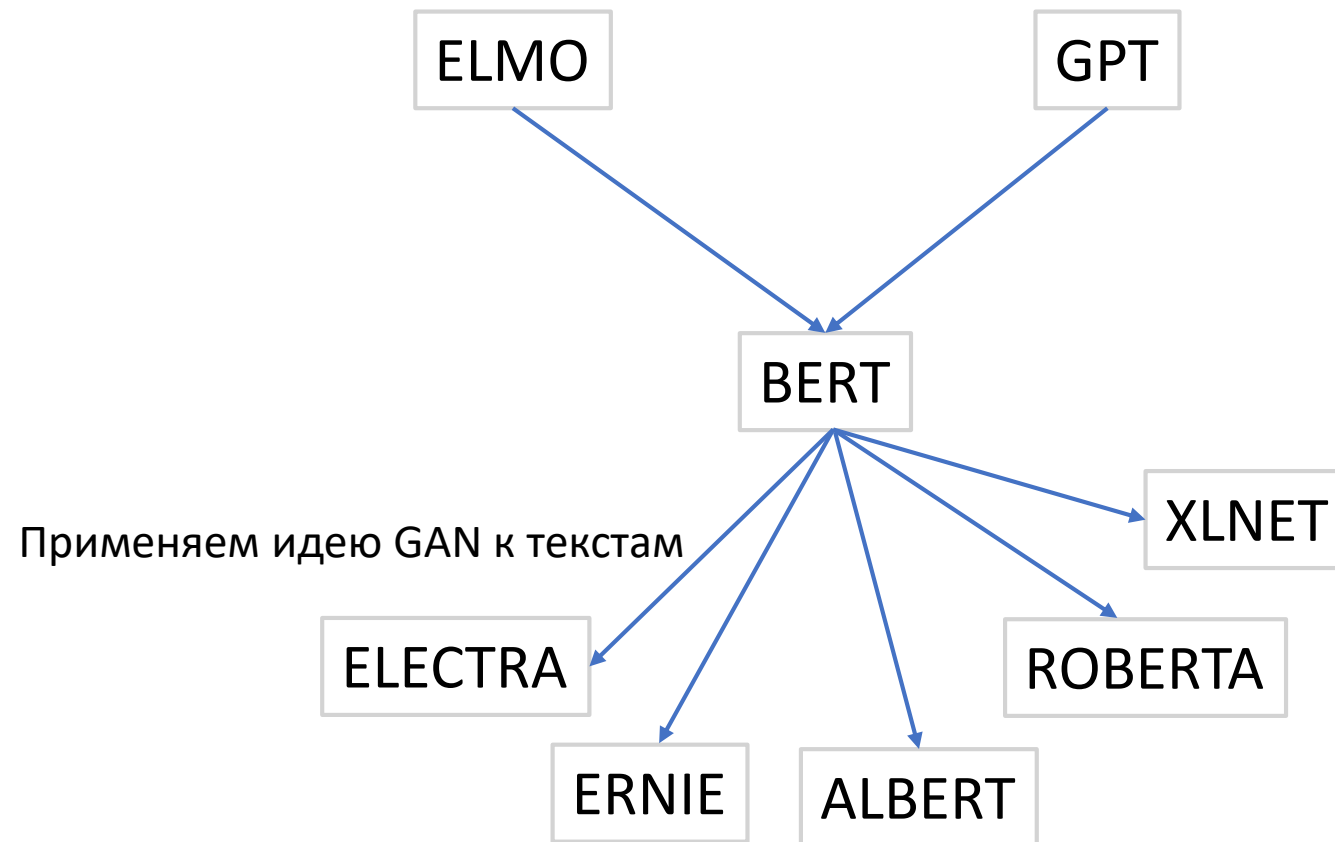 ELMO
GPT
BERT
XLNET
Применяем идею GAN к текстам
ELECTRA
ROBERTA
ERNIE
ALBERT